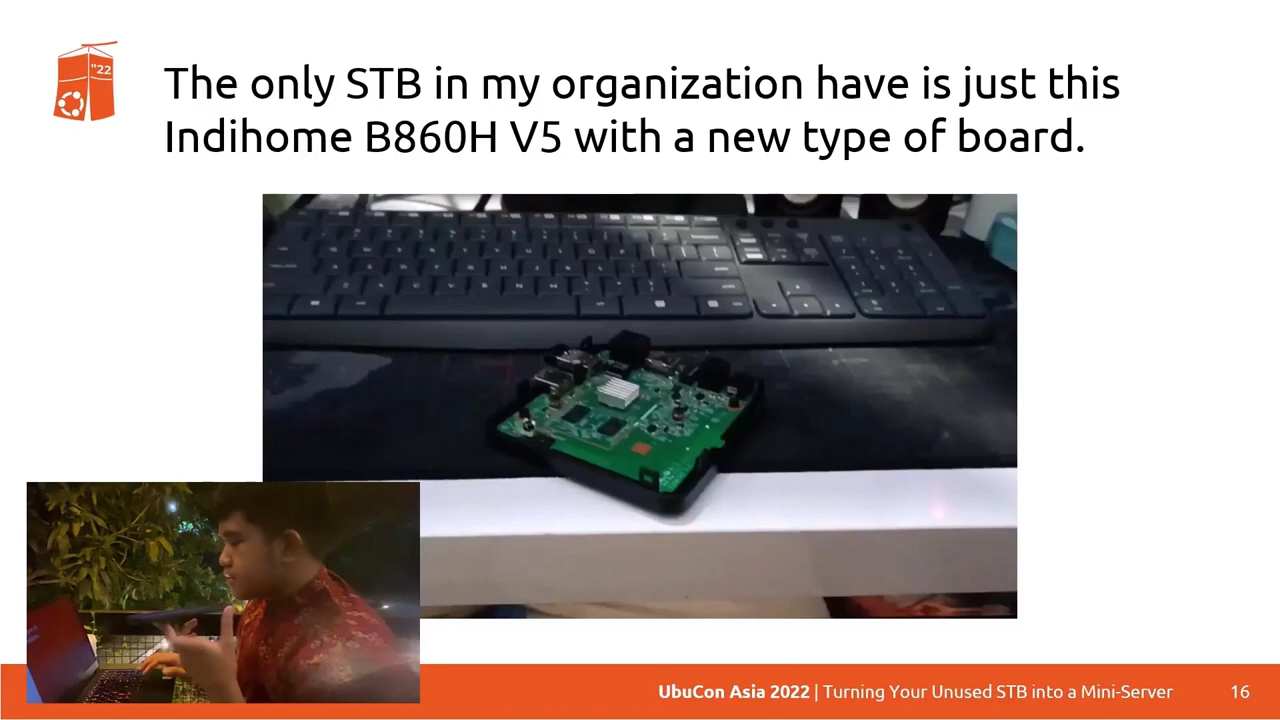 "22
The only STB in my organization have is just this
Indihome B860H V5 with a new type of board.
UbuCon Asia 2022 | Turning Your Unused STB into a Mini-Server
16